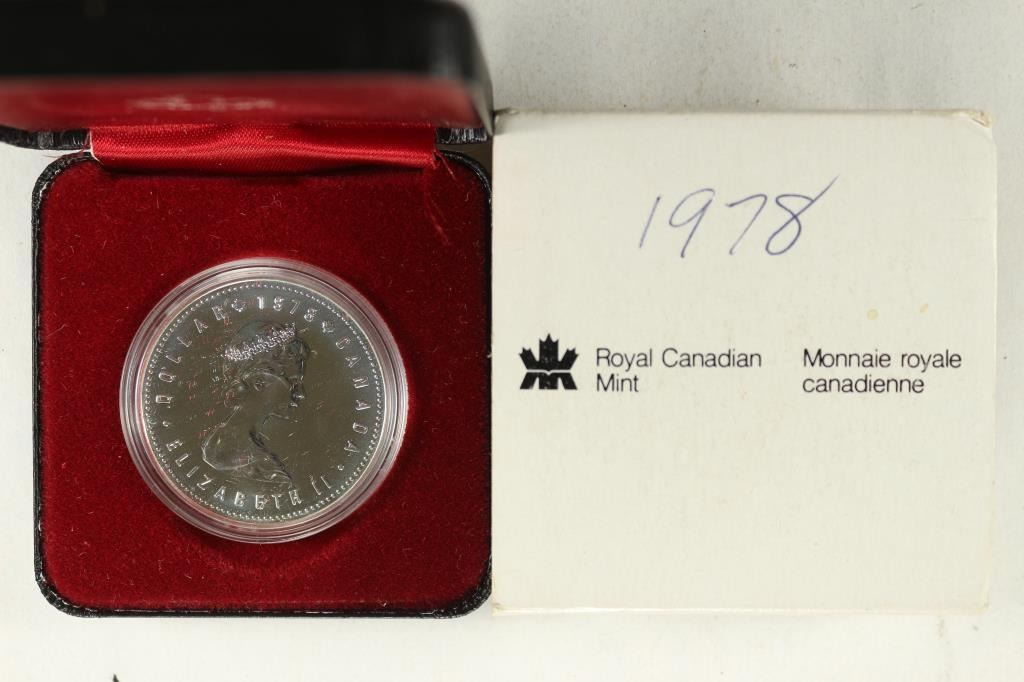 DOLLAR 1978 CANADA
ELIZABETH II
1978
Royal Canadian
Mint
Monnaie royale
canadienne